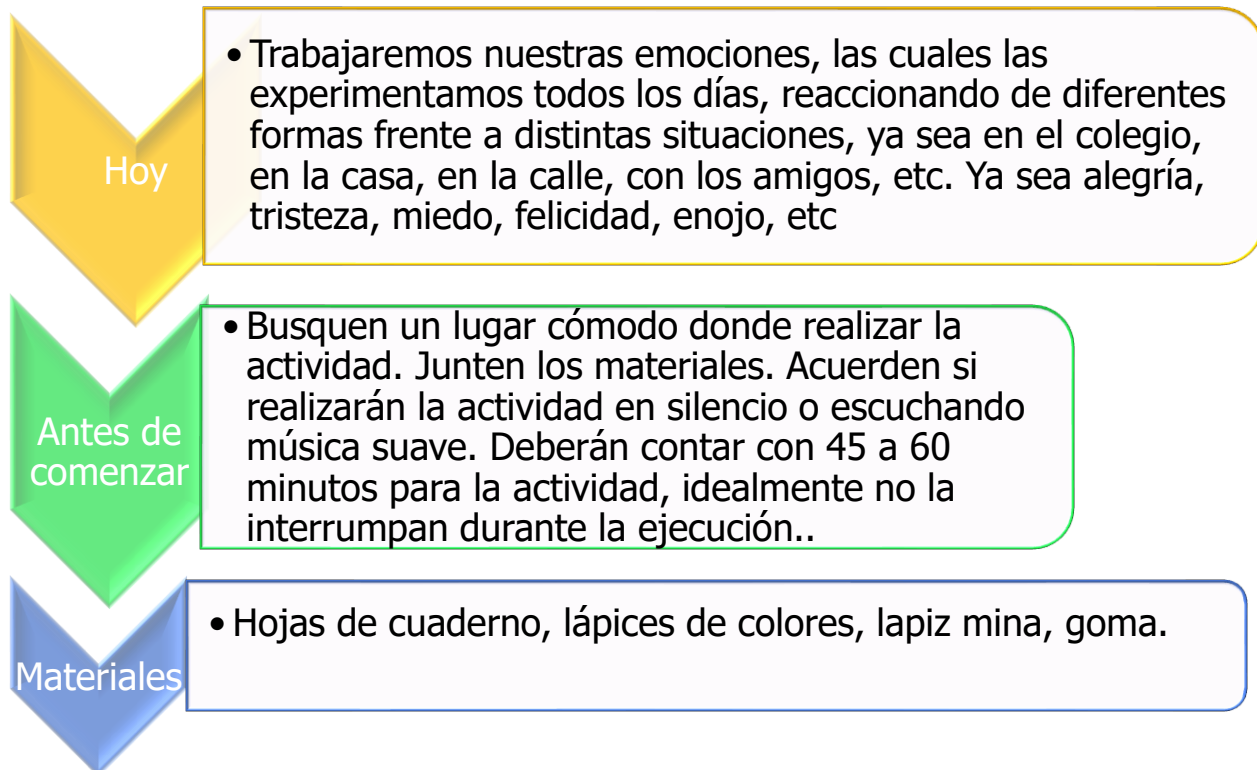 Hoy
• Trabajaremos nuestras emociones, las cuales las
experimentamos todos los días, reaccionando de diferentes
formas frente a distintas situaciones, ya sea en el colegio,
en la casa, en la calle, con los amigos, etc. Ya sea alegría,
tristeza, miedo, felicidad, enojo, etc
Antes de
comenzar
• Busquen un lugar cómodo donde realizar la
actividad. Junten los materiales. Acuerden si
realizarán la actividad en silencio o escuchando
música suave. Deberán contar con 45 a 60
minutos para la actividad, idealmente no la
interrumpan durante la ejecución..
Materiales
• Hojas de cuaderno, lápices de colores, lapiz mina, goma.